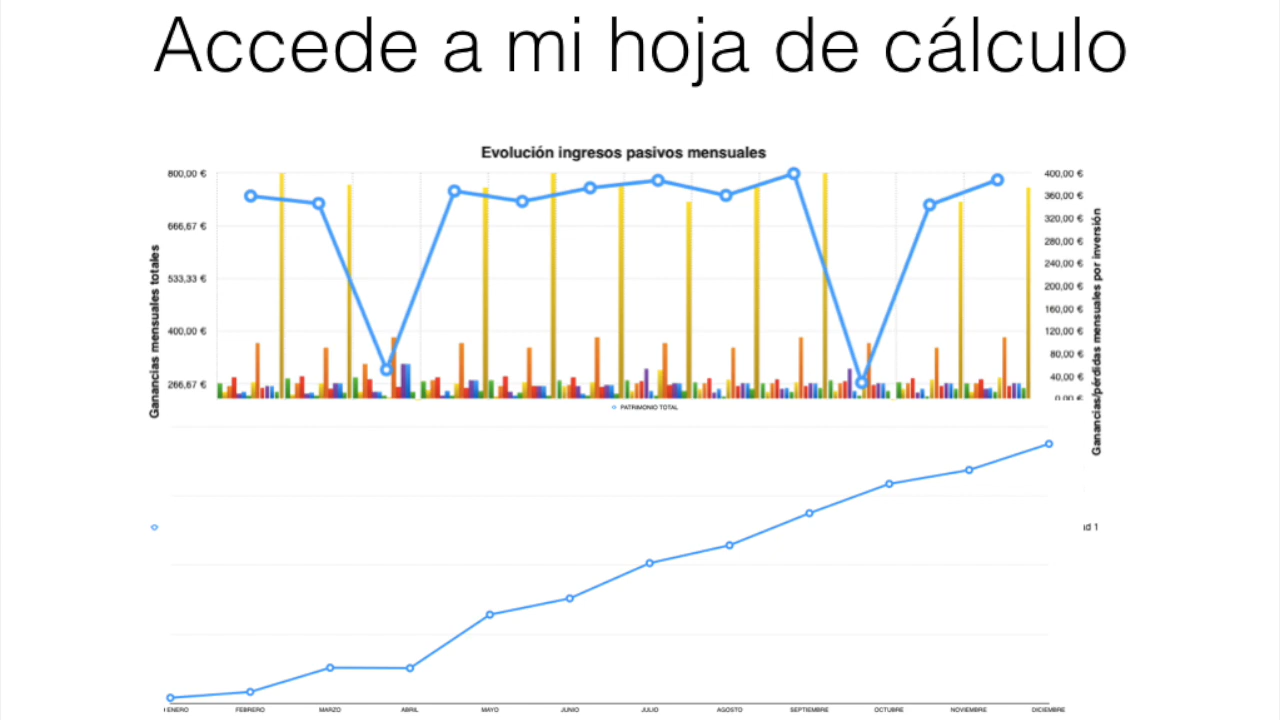 Accede a mi hoja de cálculo
Evolución ingresos pasivos mensuales
Ganancias mensuales totales
800,00 €
666,67 €
533,33 €
400,00 €
266,67 €
400,00 €
360,00 €
320,00 €
280,00 €
240,00 €
200,00 €
160,00 €
120,00 €
80,00 €
40,00 €
0,00 €
Ganancias/pérdidas mensuales por inversión
PATRIMONIO TOTAL
1
ENERO FEBRERO MARZO ABRIL MAYO JUNIO JULIO AGOSTO SEPTIEMBRE OCTUBRE NOVIEMBRE DICIEMBRE